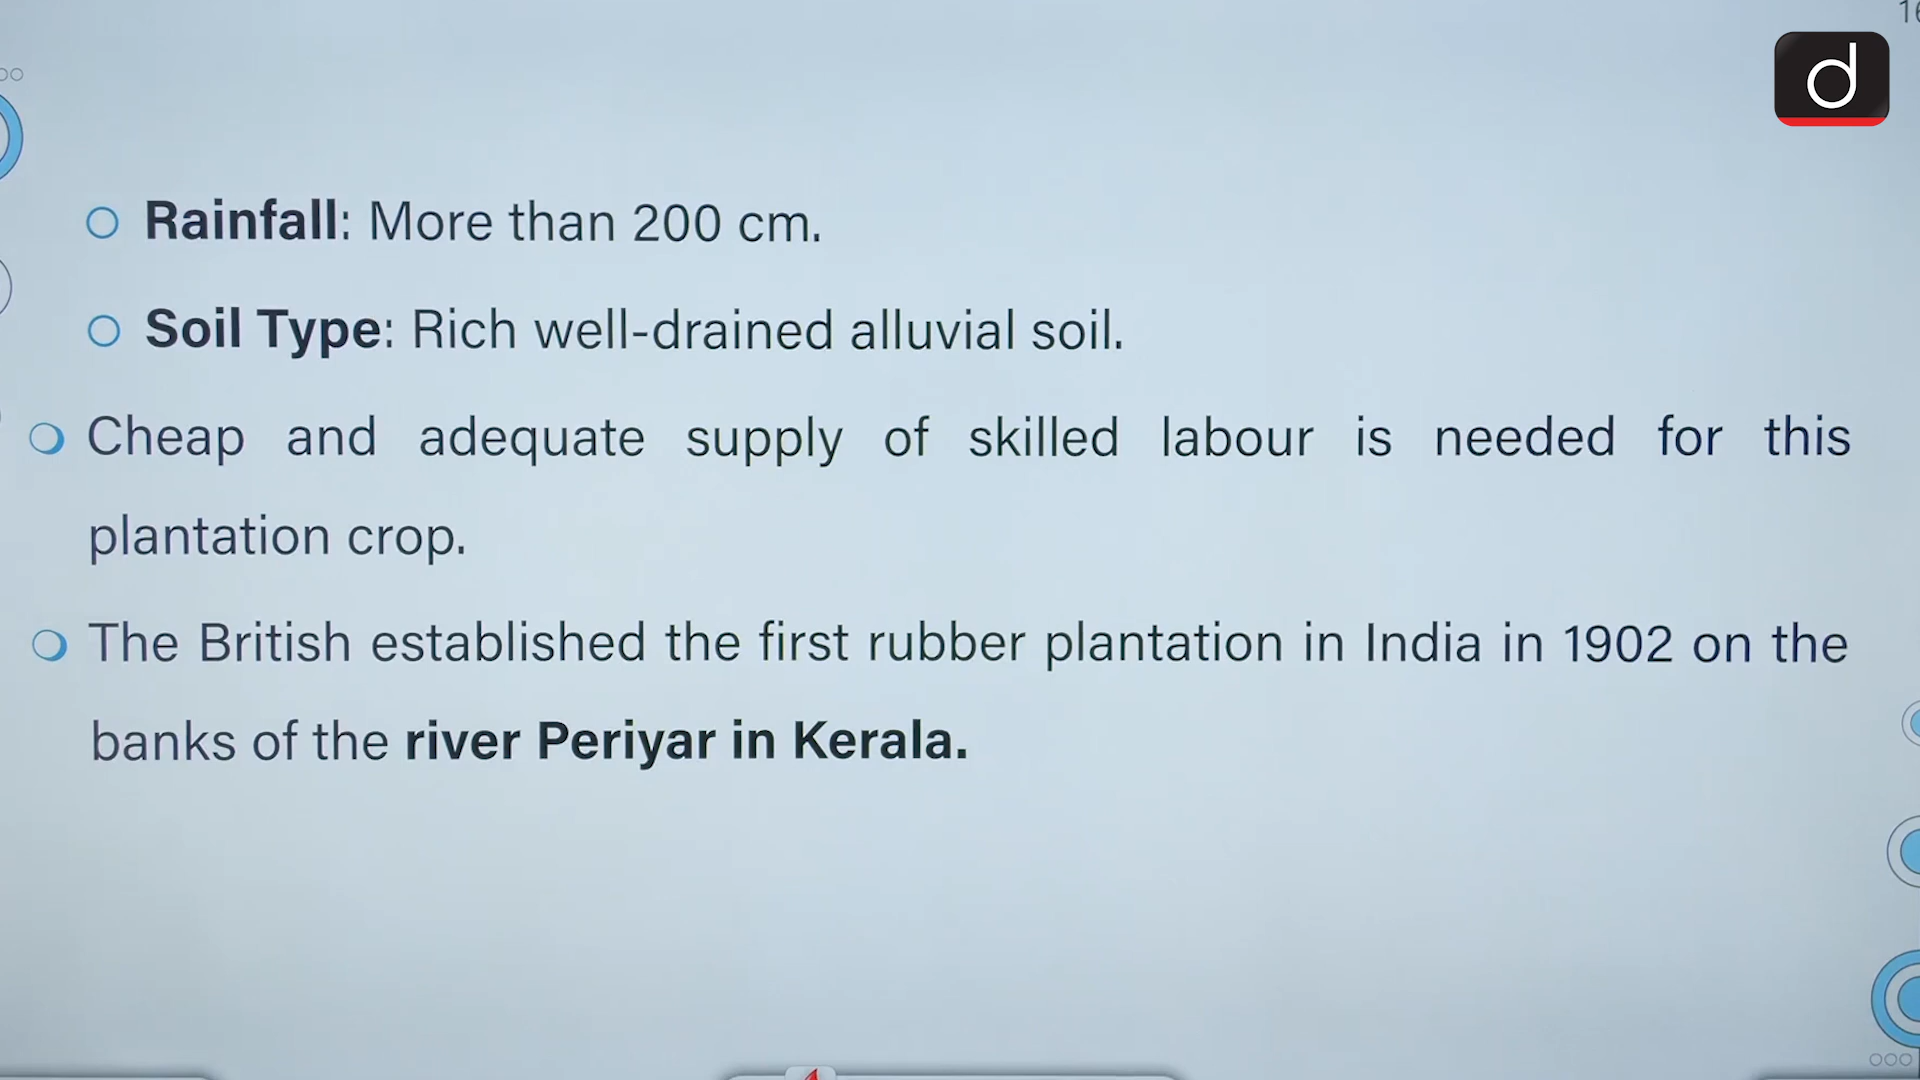 d
Rainfall: More than 200 cm.
Soil Type: Rich well-drained alluvial soil.
Cheap and adequate supply of skilled labour is needed for this
plantation crop.
The British established the first rubber plantation in India in 1902 on the
banks of the river Periyar in Kerala.